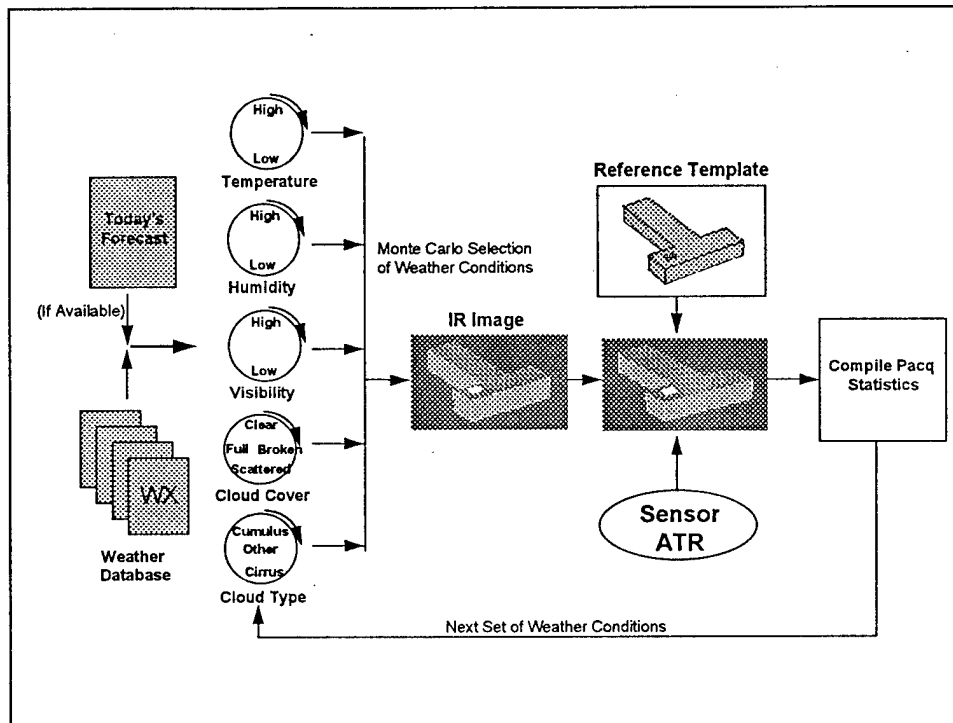 Today's
Forecast
(If Available)
WX
Weather
Database
High
Low
Temperature
High
Low
Humidity
High
Low
Visibility
Clear
Full Broken
Scattered
Cloud Cover
Cumulus
Other
Cirrus
Cloud Type
Monte Carlo Selection
of Weather Conditions
IR Image
Reference Template
Sensor
ATR
Compile Pacq
Statistics
Next Set of Weather Conditions